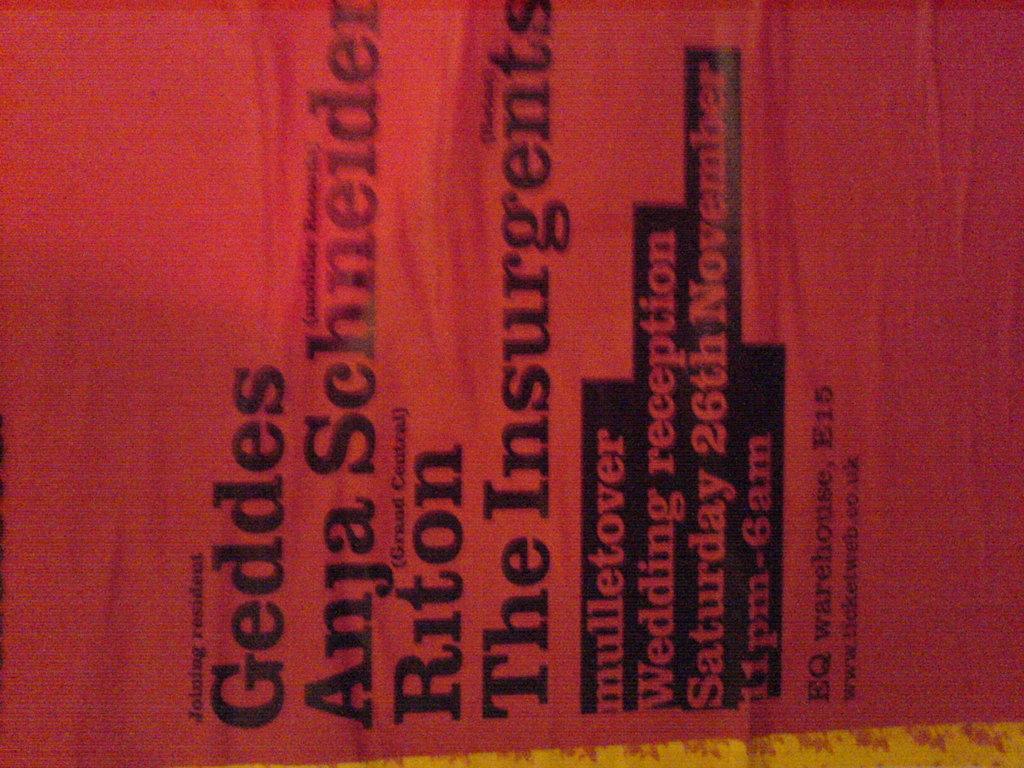 Joining resident
Geddes
Anja Schneider
(Grand Central)
Riton
The Insurgents
mulletover
Wedding reception
Saturday 26th November
11pm-6am
EQ warehouse, E15
www.ticketweb.co.uk